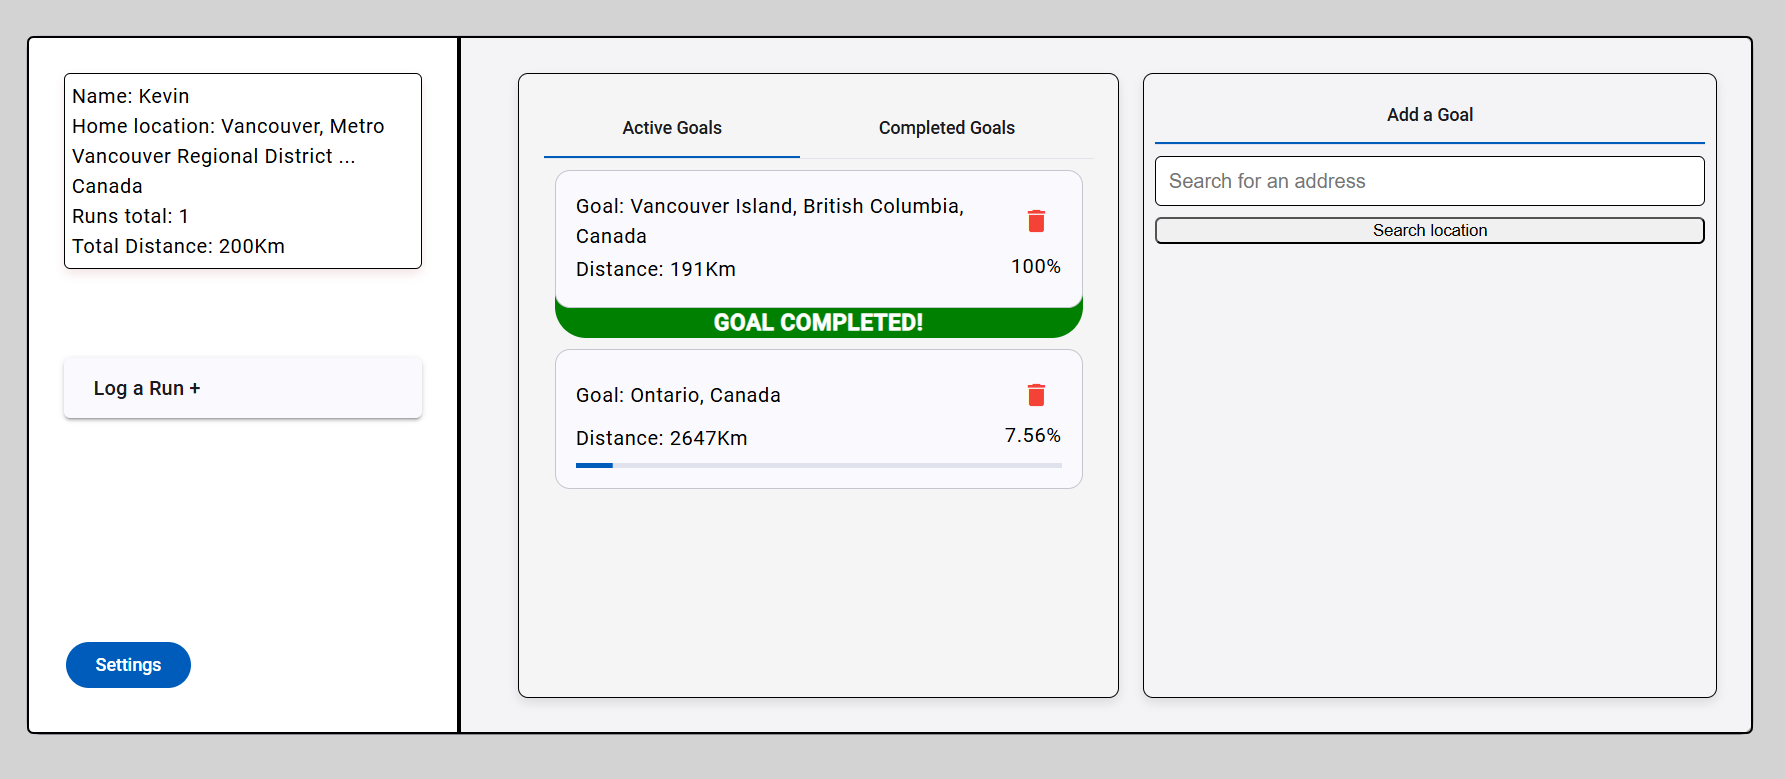 Name: Kevin
Home location: Vancouver, Metro
Vancouver Regional District ...
Canada
Runs total: 1
Total Distance: 200Km
Log a Run +
Settings
Active Goals
Completed Goals
Goal: Vancouver Island, British Columbia,
Canada
Distance: 191Km
100%
GOAL COMPLETED!
Goal: Ontario, Canada
Distance: 2647Km
7.56%
Add a Goal
Search for an address
Search location